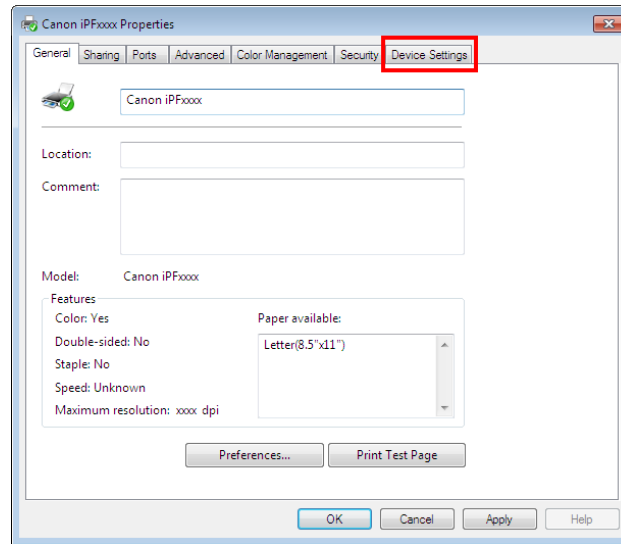 Canon iPFxxxx Properties
General Sharing Ports Advanced Color Management Security Device Settings
Canon iPFxxxx
Location:
Comment:
Model: Canon iPFxxxx
Features
Color: Yes Paper available:
Double-sided: No Letter(8.5"x11")
Staple: No
Speed: Unknown
Maximum resolution: xxxx dpi
Preferences... Print Test Page
OK Cancel Apply Help